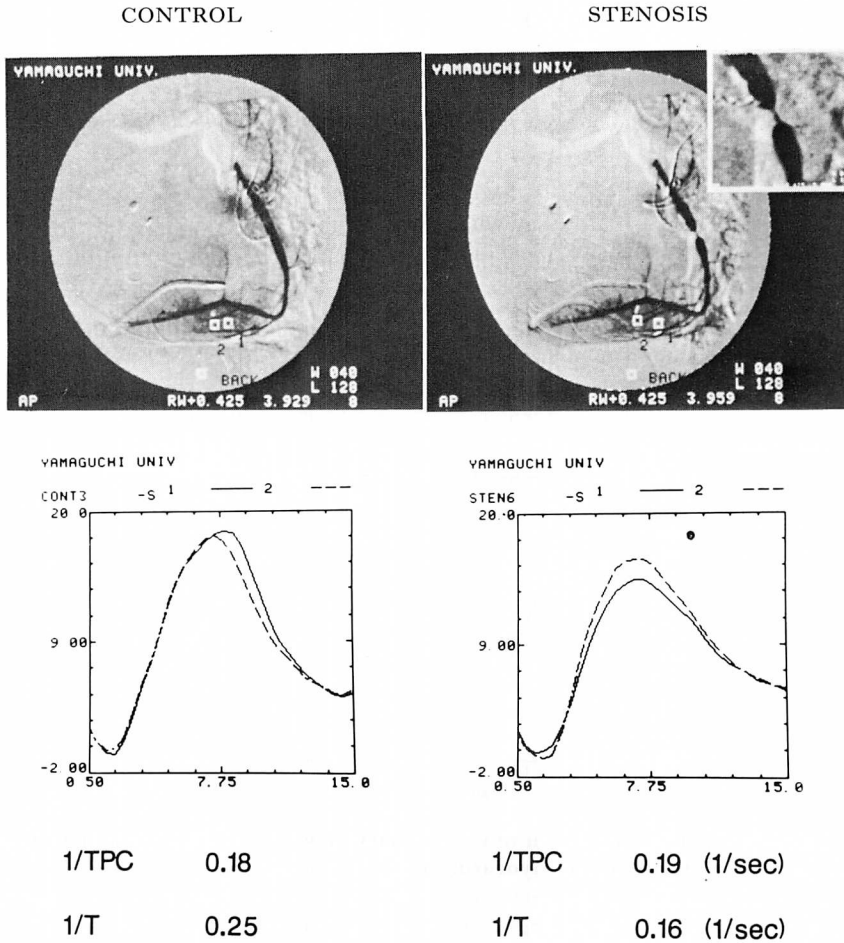 CONTROL
STENOSIS
YAMAGUCHI UNIV.
1
2
BACK
W 040
L 128
AP
RW+0.425 3.929 8
YAMAGUCHI UNIV.
1
2
BACK
W 040
L 128
AP
RW+0.425 3.959 8
YAMAGUCHI UNIV
CONT3 -S 1 2
20 0
9 00
-2 00
0 50 7.75 15.0
YAMAGUCHI UNIV
STEN6 -S 1 2
20.0
9.00
-2.00
0.50 7.75 15.0
1/TPC 0.18
1/T 0.25
1/TPC 0.19 (1/sec)
1/T 0.16 (1/sec)